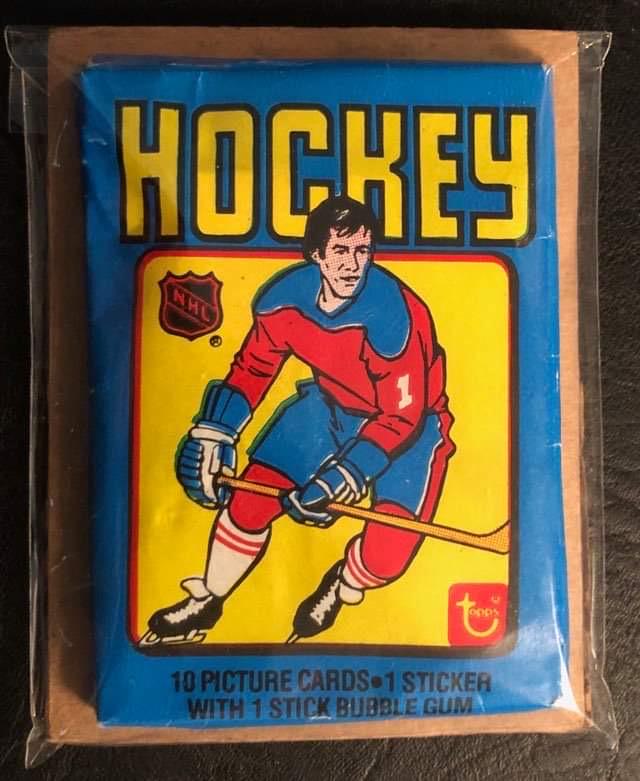 HOCKEY
NHL
®
1
topps ®
10 PICTURE CARDS • 1 STICKER
WITH 1 STICK BUBBLE GUM